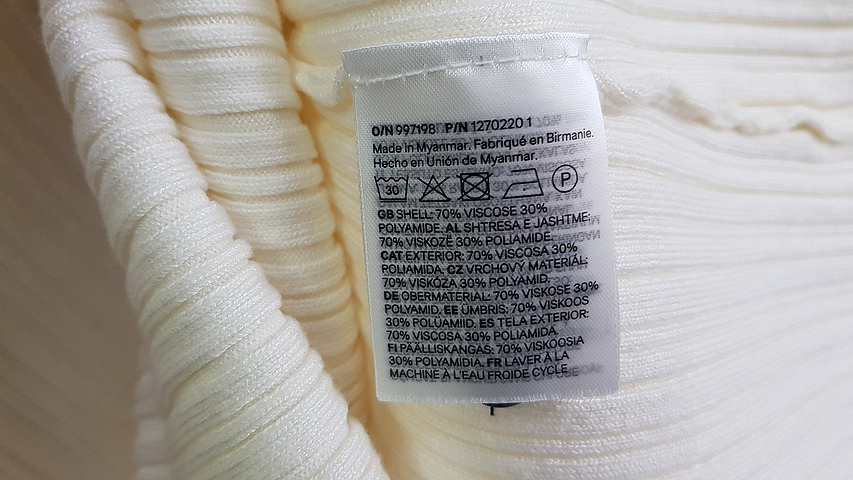 O/N 997198 P/N 1270220 1
Made in Myanmar. Fabriqué en Birmanie.
Hecho en Unión de Myanmar.
30 P
GB SHELL: 70% VISCOSE 30%
POLYAMIDE. AL SHTRESA E JASHTME:
70% VISKOZË 30% POLIAMIDE.
CAT EXTERIOR: 70% VISCOSA 30%
POLIAMIDA. CZ VRCHOVÝ MATERIÁL:
70% VISKÓZA 30% POLYAMID.
DE OBERMATERIAL: 70% VISKOSE 30%
POLYAMID. EE ÜMBRIS: 70% VISKOOS
30% POLÜAMIID. ES TELA EXTERIOR:
70% VISCOSA 30% POLIAMIDA.
FI PÄÄLLISKANGAS: 70% VISKOOSIA
30% POLYAMIDIA. FR LAVER À LA
MACHINE À L'EAU FROIDE CYCLE